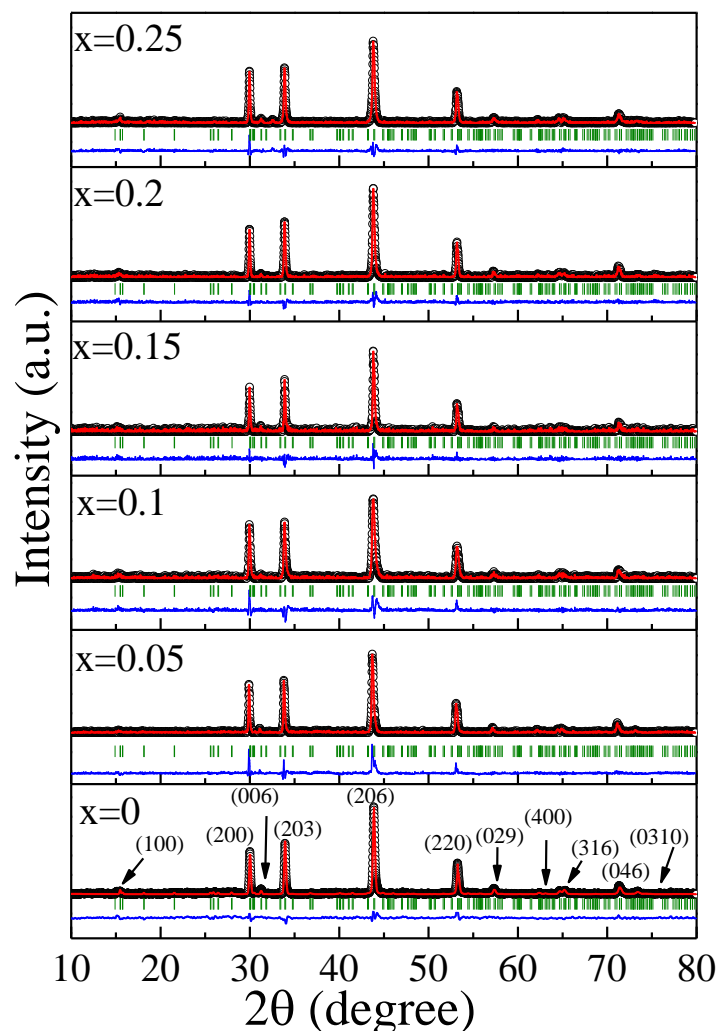 x=0.25
x=0.2
x=0.15
x=0.1
x=0.05
x=0
(100)
(200)
(006)
(203)
(206)
(220)
(029)
(400)
(316)
(046)
(0310)
Intensity (a.u.)
10 20 30 40 50 60 70 80
2θ (degree)